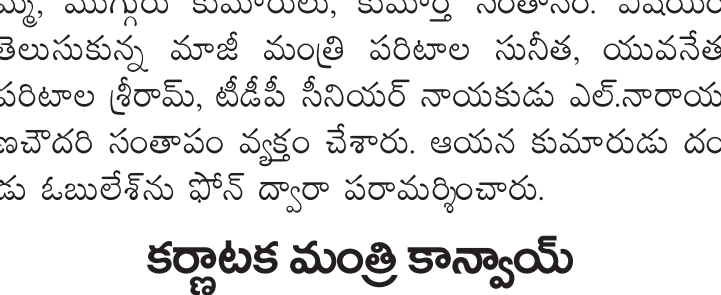 మ్మ, ముగ్గురు కుమారులు, కుమార్తె సంతానం. విషయం
తెలుసుకున్న మాజీ మంత్రి పరిటాల సునీత, యువనేత
పరిటాల శ్రీరామ్, టీడీపీ సీనియర్ నాయకుడు ఎల్.నారాయ
ణచౌదరి సంతాపం వ్యక్తం చేశారు. ఆయన కుమారుడు దం
డు ఓబులేశ్‌ను ఫోన్ ద్వారా పరామర్శించారు.
కర్ణాటక మంత్రి కాన్వాయ్